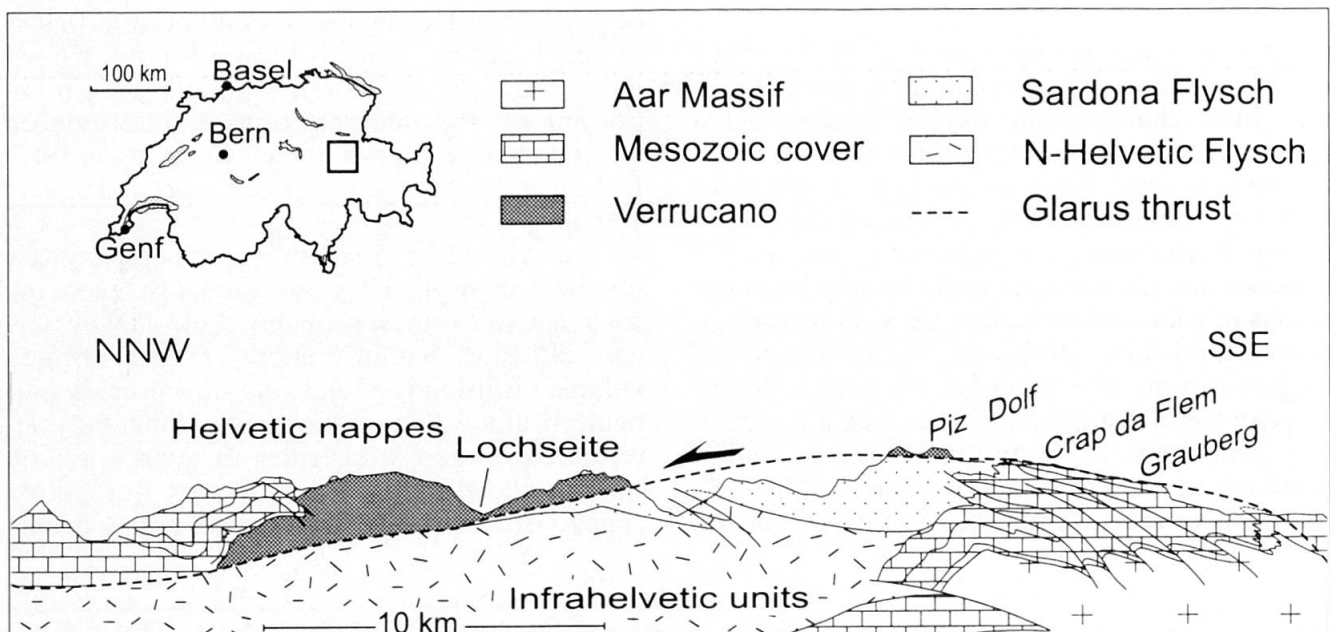 100 km
Basel
Bern
Genf
Aar Massif
Mesozoic cover
Verrucano
Sardona Flysch
N-Helvetic Flysch
Glarus thrust
NNW
SSE
Helvetic nappes
Lochseite
Piz Dolf
Crap da Flem
Grauberg
Infrahelvetic units
10 km